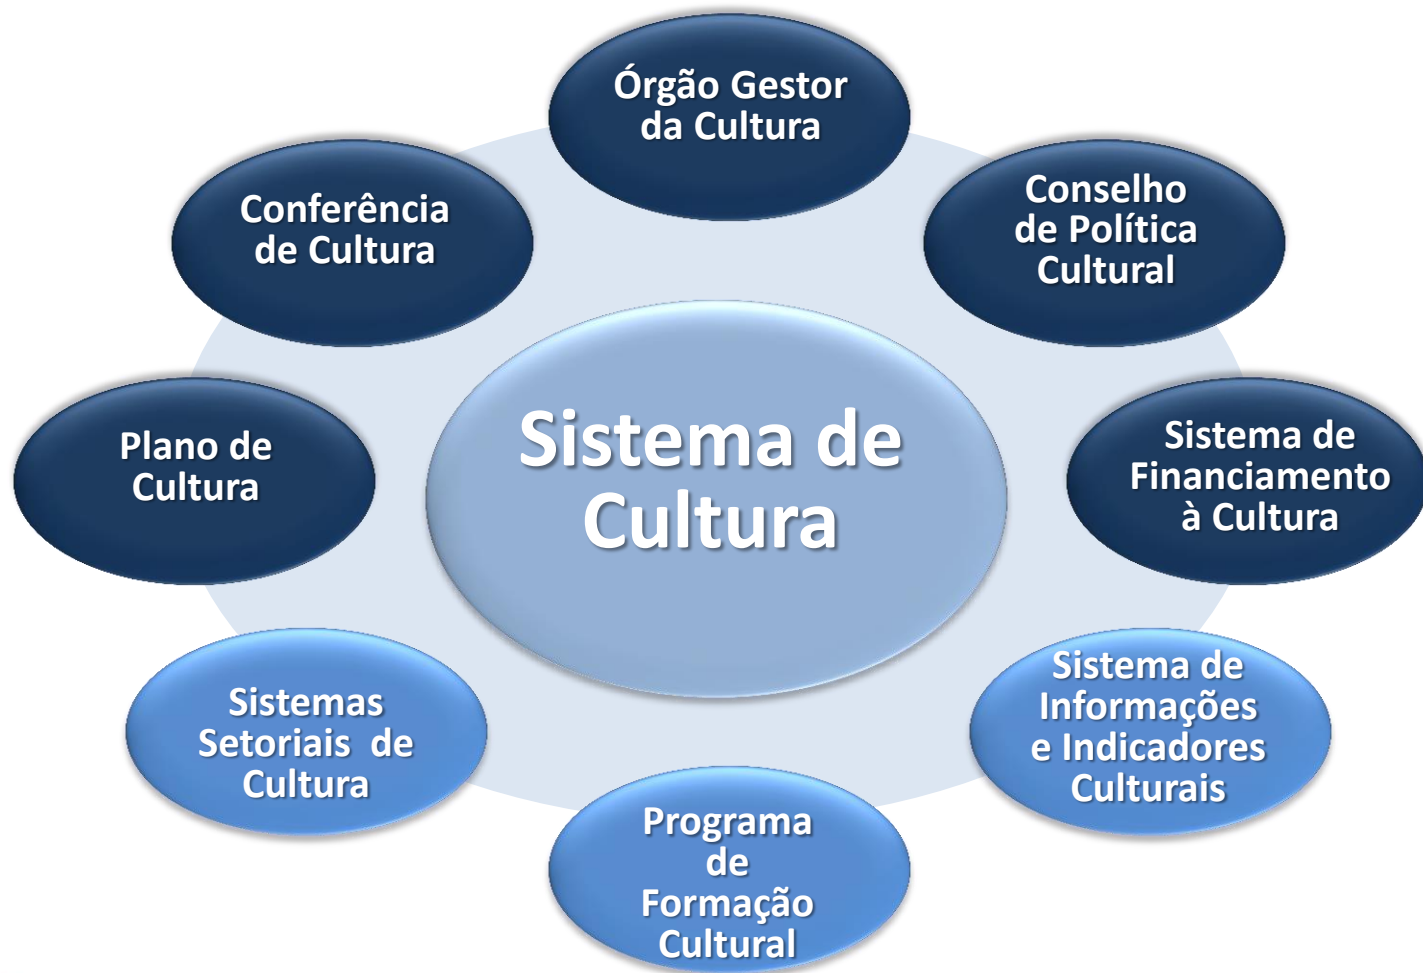 Órgão Gestor
da Cultura
Conferência
de Cultura
Conselho
de Política
Cultural
Plano de
Cultura
Sistema de
Cultura
Sistema de
Financiamento
à Cultura
Sistemas
Setoriais de
Cultura
Sistema de
Informações
e Indicadores
Culturais
Programa
de
Formação
Cultural